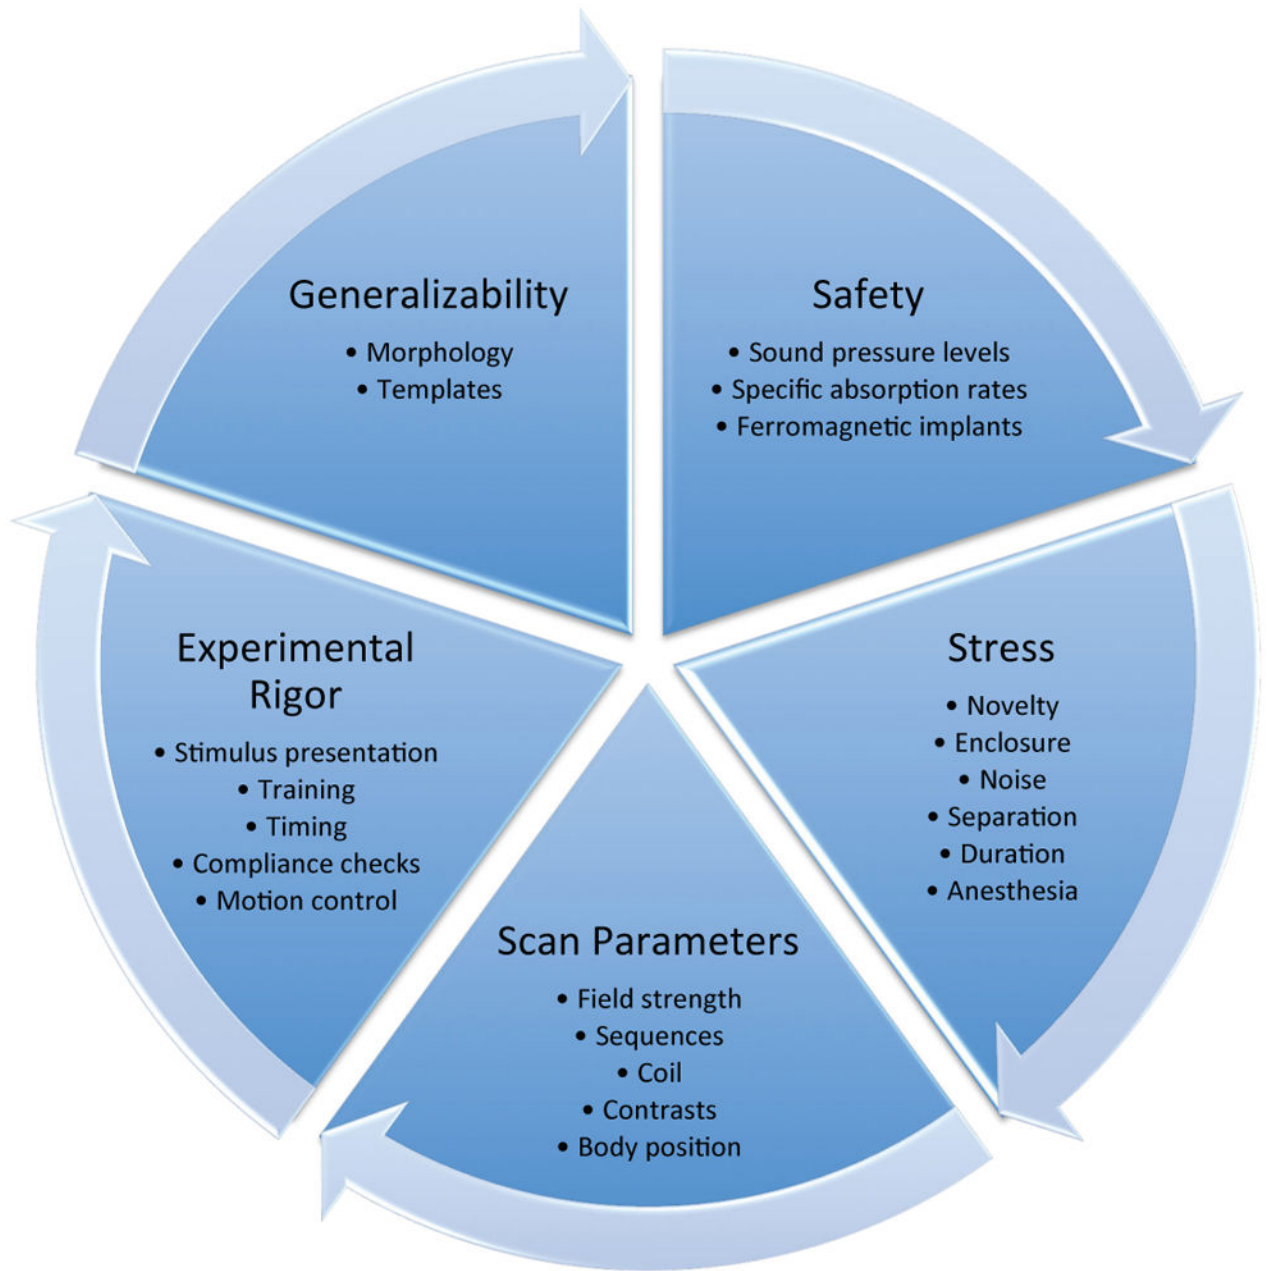 Generalizability
• Morphology
• Templates
Safety
• Sound pressure levels
• Specific absorption rates
• Ferromagnetic implants
Stress
• Novelty
• Enclosure
• Noise
• Separation
• Duration
• Anesthesia
Scan Parameters
• Field strength
• Sequences
• Coil
• Contrasts
• Body position
Experimental
Rigor
• Stimulus presentation
• Training
• Timing
• Compliance checks
• Motion control